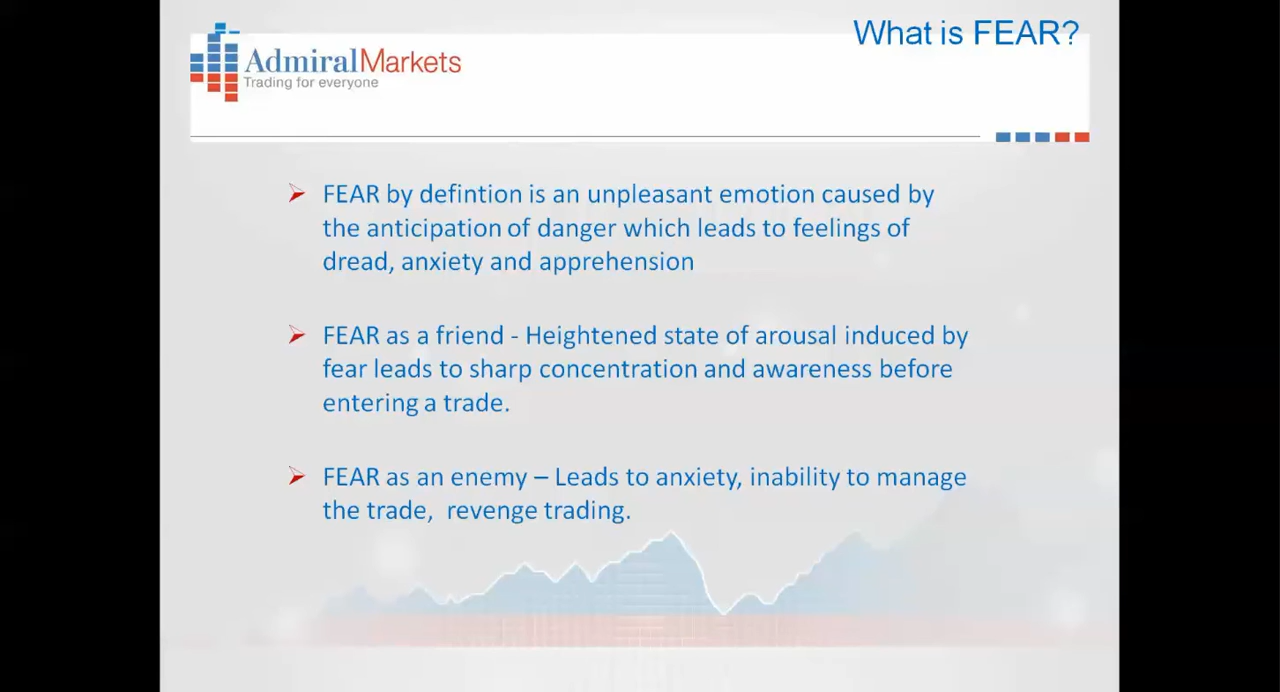 What is FEAR?
AdmiralMarkets
Trading for everyone
FEAR by defintion is an unpleasant emotion caused by
the anticipation of danger which leads to feelings of
dread, anxiety and apprehension
FEAR as a friend - Heightened state of arousal induced by
fear leads to sharp concentration and awareness before
entering a trade.
FEAR as an enemy – Leads to anxiety, inability to manage
the trade,  revenge trading.